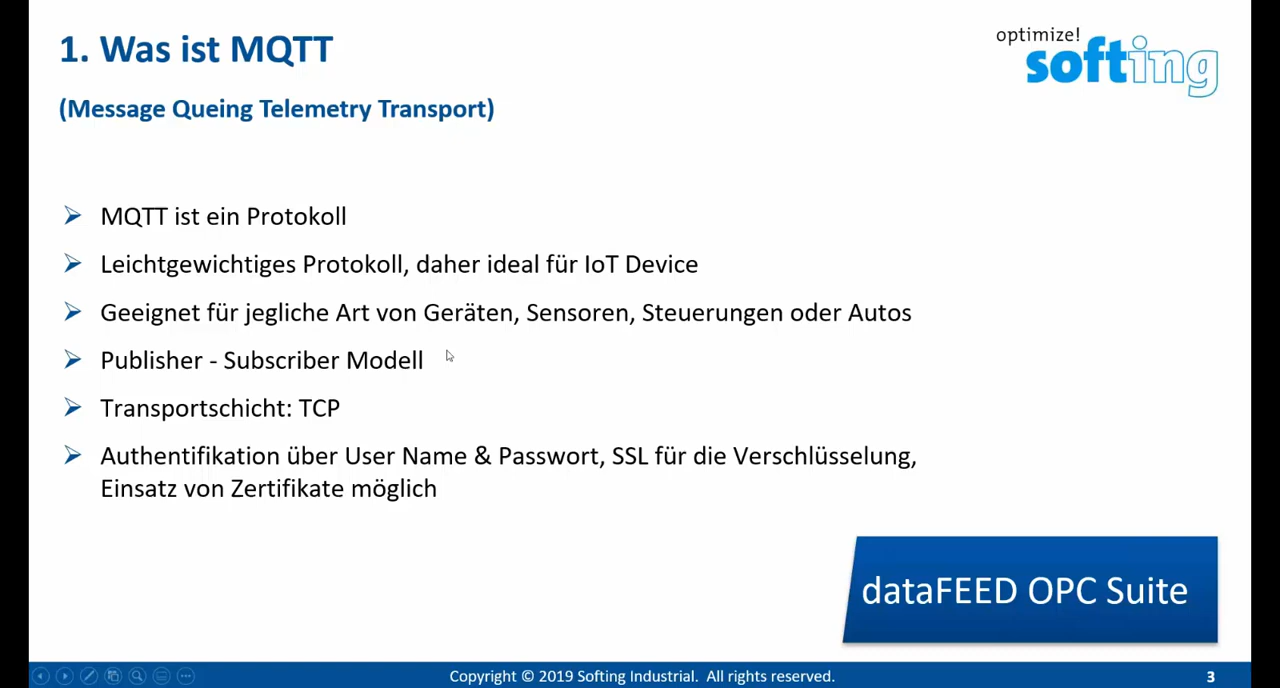 1. Was ist MQTT
optimize!
softing
(Message Queing Telemetry Transport)
MQTT ist ein Protokoll
Leichtgewichtiges Protokoll, daher ideal für IoT Device
Geeignet für jegliche Art von Geräten, Sensoren, Steuerungen oder Autos
Publisher - Subscriber Modell
Transportschicht: TCP
Authentifikation über User Name & Passwort, SSL für die Verschlüsselung,
Einsatz von Zertifikate möglich
dataFEED OPC Suite
Copyright © 2019 Softing Industrial. All rights reserved.
3